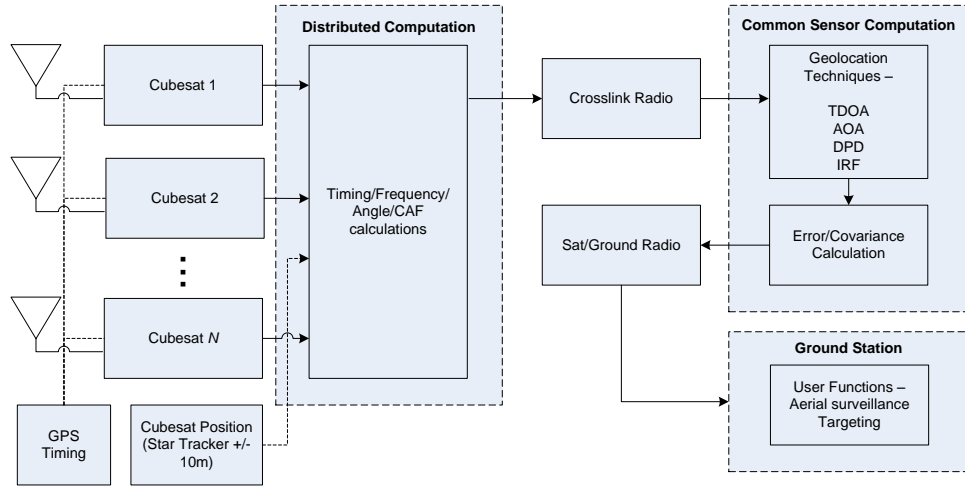 Distributed Computation
Common Sensor Computation
Cubesat 1
Cubesat 2
Cubesat N
GPS
Timing
Cubesat Position
(Star Tracker +/-
10m)
Timing/Frequency/
Angle/CAF
calculations
Crosslink Radio
Geolocation
Techniques –
TDOA
AOA
DPD
IRF
Error/Covariance
Calculation
Sat/Ground Radio
Ground Station
User Functions –
Aerial surveillance
Targeting